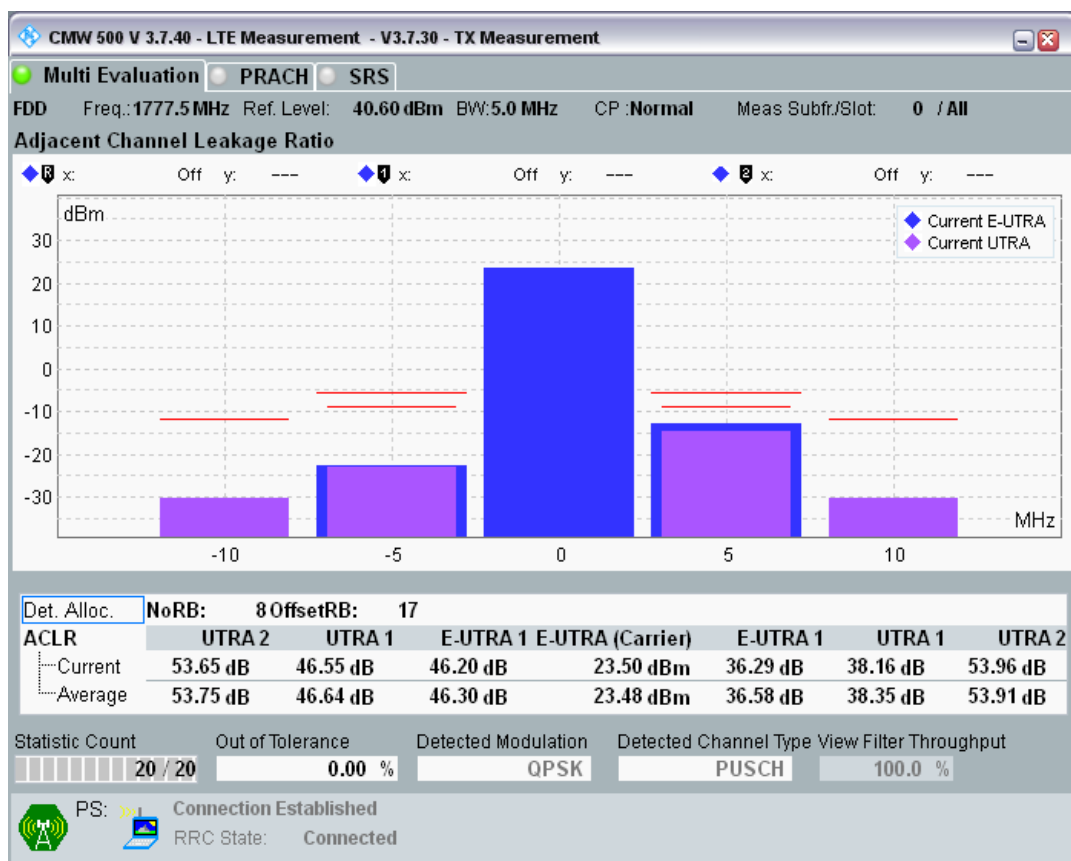 CMW 500 V 3.7.40 - LTE Measurement - V3.7.30 - TX Measurement
Multi Evaluation PRACH SRS
FDD Freq.:1777.5 MHz Ref. Level: 40.60 dBm BW:5.0 MHz CP :Normal Meas Subfr./Slot: 0 / All
Adjacent Channel Leakage Ratio
R x: Off y: --- 1 x: Off y: --- 2 x: Off y: ---
dBm
Current E-UTRA
Current UTRA
30
20
10
0
-10
-20
-30
MHz
-10 -5 0 5 10
Det. Alloc. NoRB: 8 OffsetRB: 17
ACLR UTRA 2 UTRA 1 E-UTRA 1 E-UTRA (Carrier) E-UTRA 1 UTRA 1 UTRA 2
Current 53.65 dB 46.55 dB 46.20 dB 23.50 dBm 36.29 dB 38.16 dB 53.96 dB
Average 53.75 dB 46.64 dB 46.30 dB 23.48 dBm 36.58 dB 38.35 dB 53.91 dB
Statistic Count Out of Tolerance Detected Modulation Detected Channel Type View Filter Throughput
20 / 20 0.00 % QPSK PUSCH 100.0 %
PS: Connection Established
RRC State: Connected